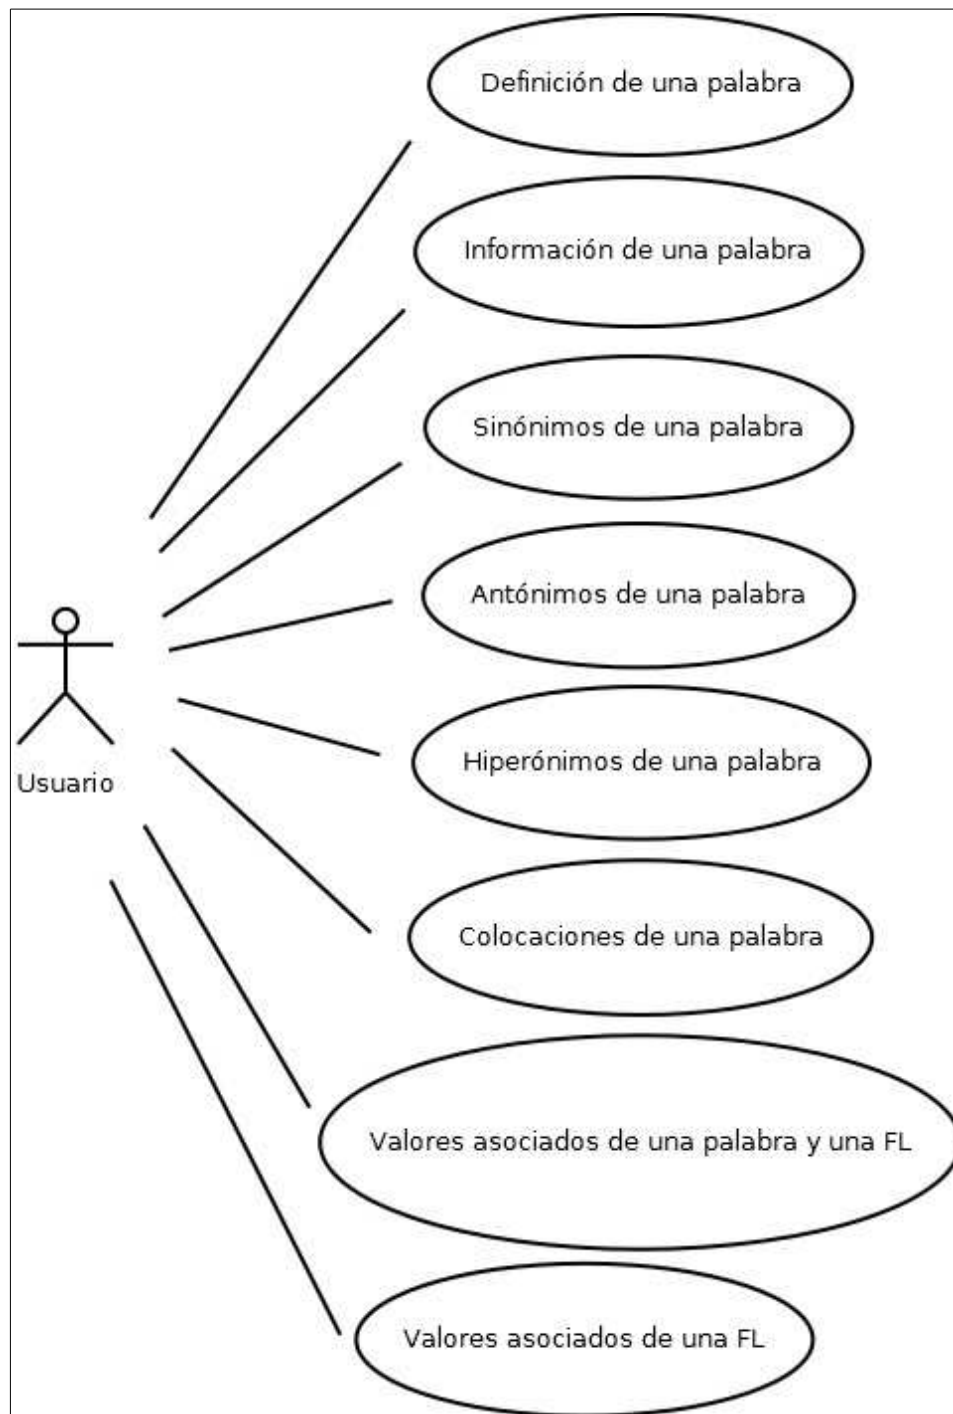 Definición de una palabra
Información de una palabra
Sinónimos de una palabra
Antónimos de una palabra
Hiperónimos de una palabra
Usuario
Colocaciones de una palabra
Valores asociados de una palabra y una FL
Valores asociados de una FL